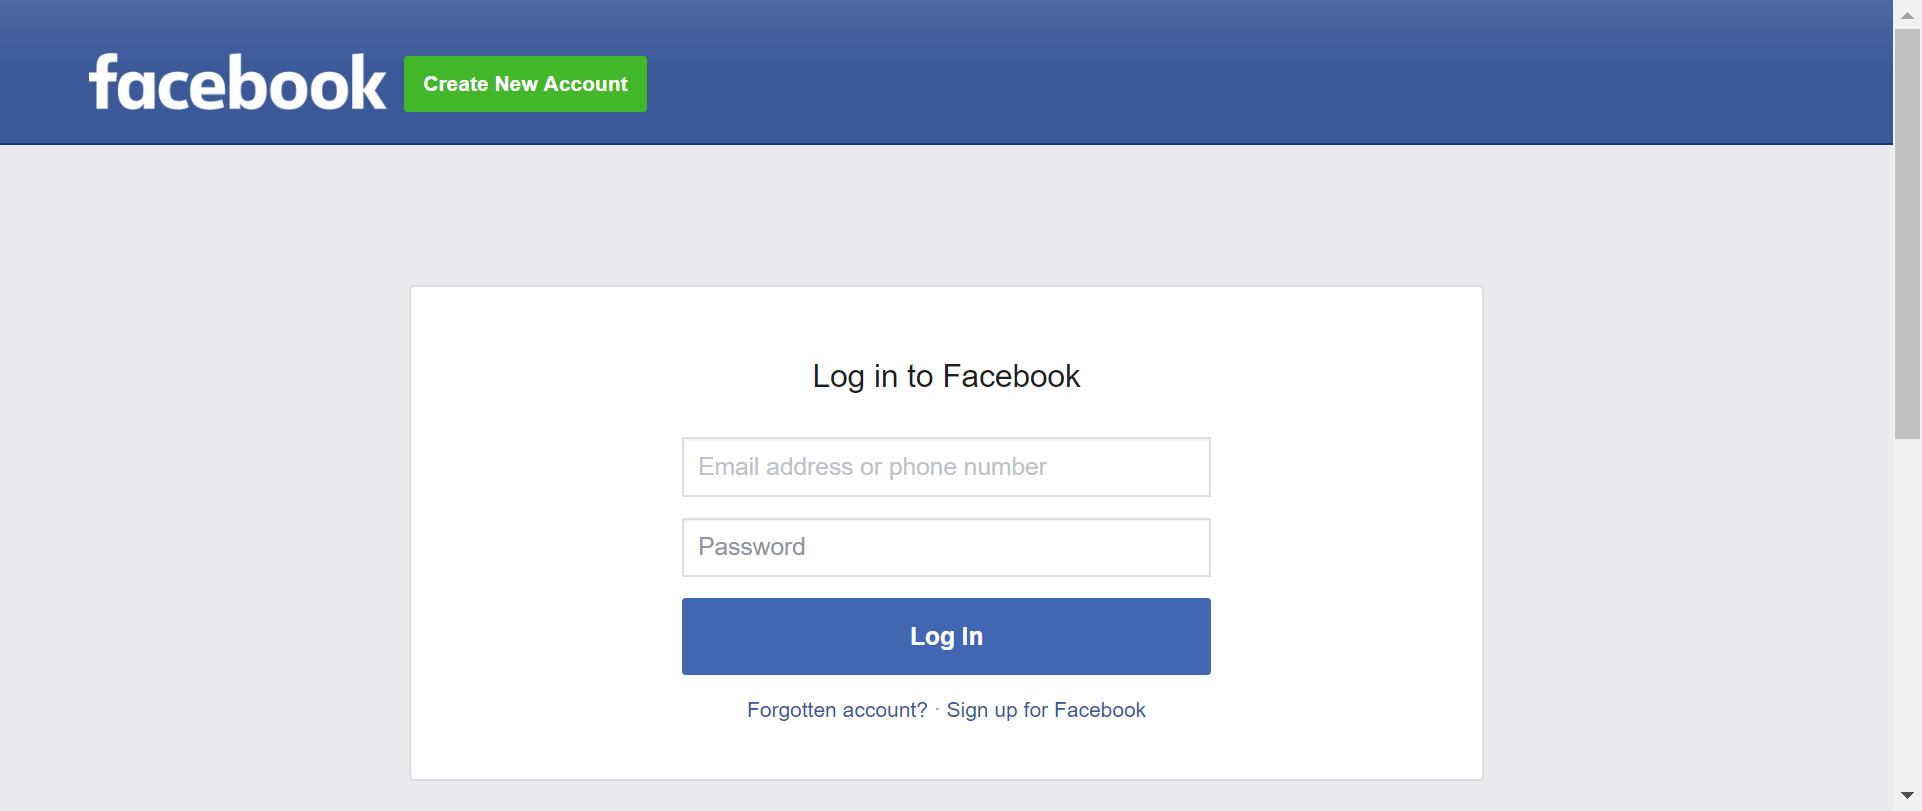 facebook
Create New Account
Log in to Facebook
Email address or phone number
Password
Log In
Forgotten account? · Sign up for Facebook